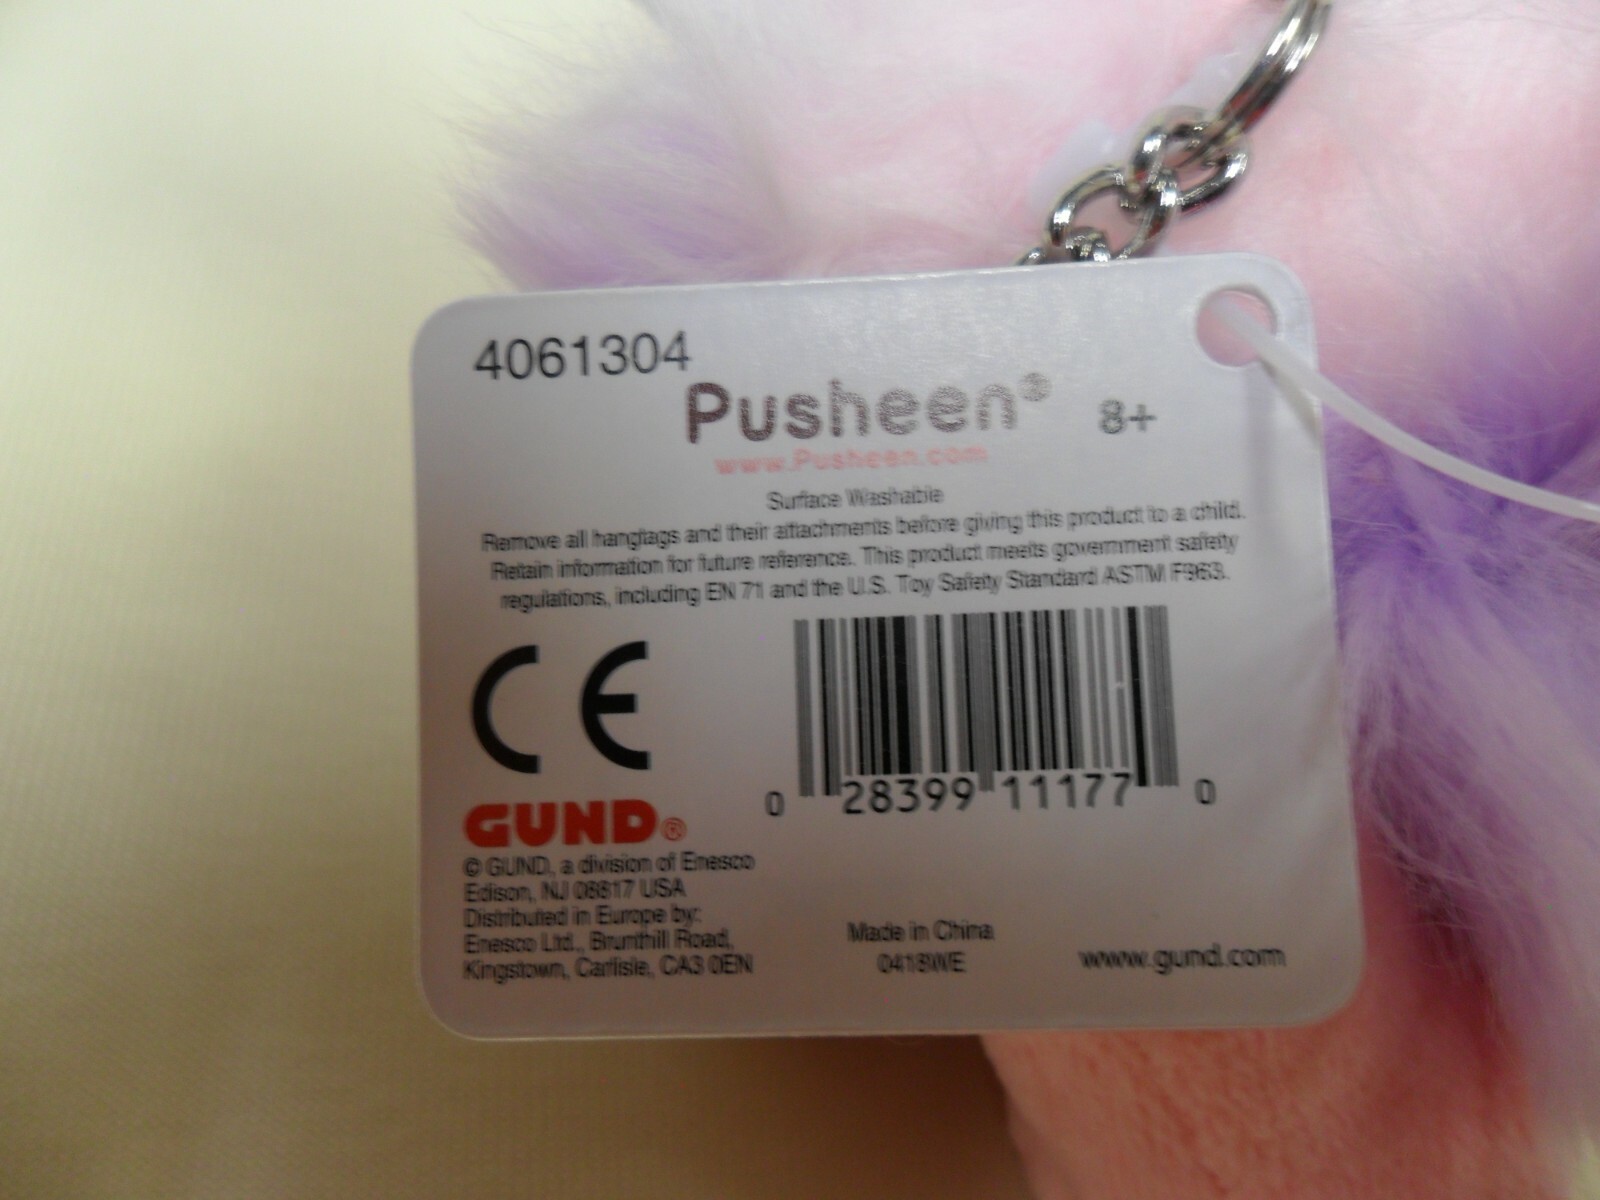 4061304
Pusheen®
8+
www.Pusheen.com
Surface Washable
Remove all hangtags and their attachments before giving this product to a child.
Retain information for future reference. This product meets government safety
regulations, including EN 71 and the U.S. Toy Safety Standard ASTM F963.
CE
0 28399 11177 0
GUND®
© GUND, a division of Enesco
Edison, NJ 08817 USA
Distributed in Europe by:
Enesco Ltd., Brunthill Road,
Kingstown, Carlisle, CA3 0EN
Made in China
0418WE
www.gund.com